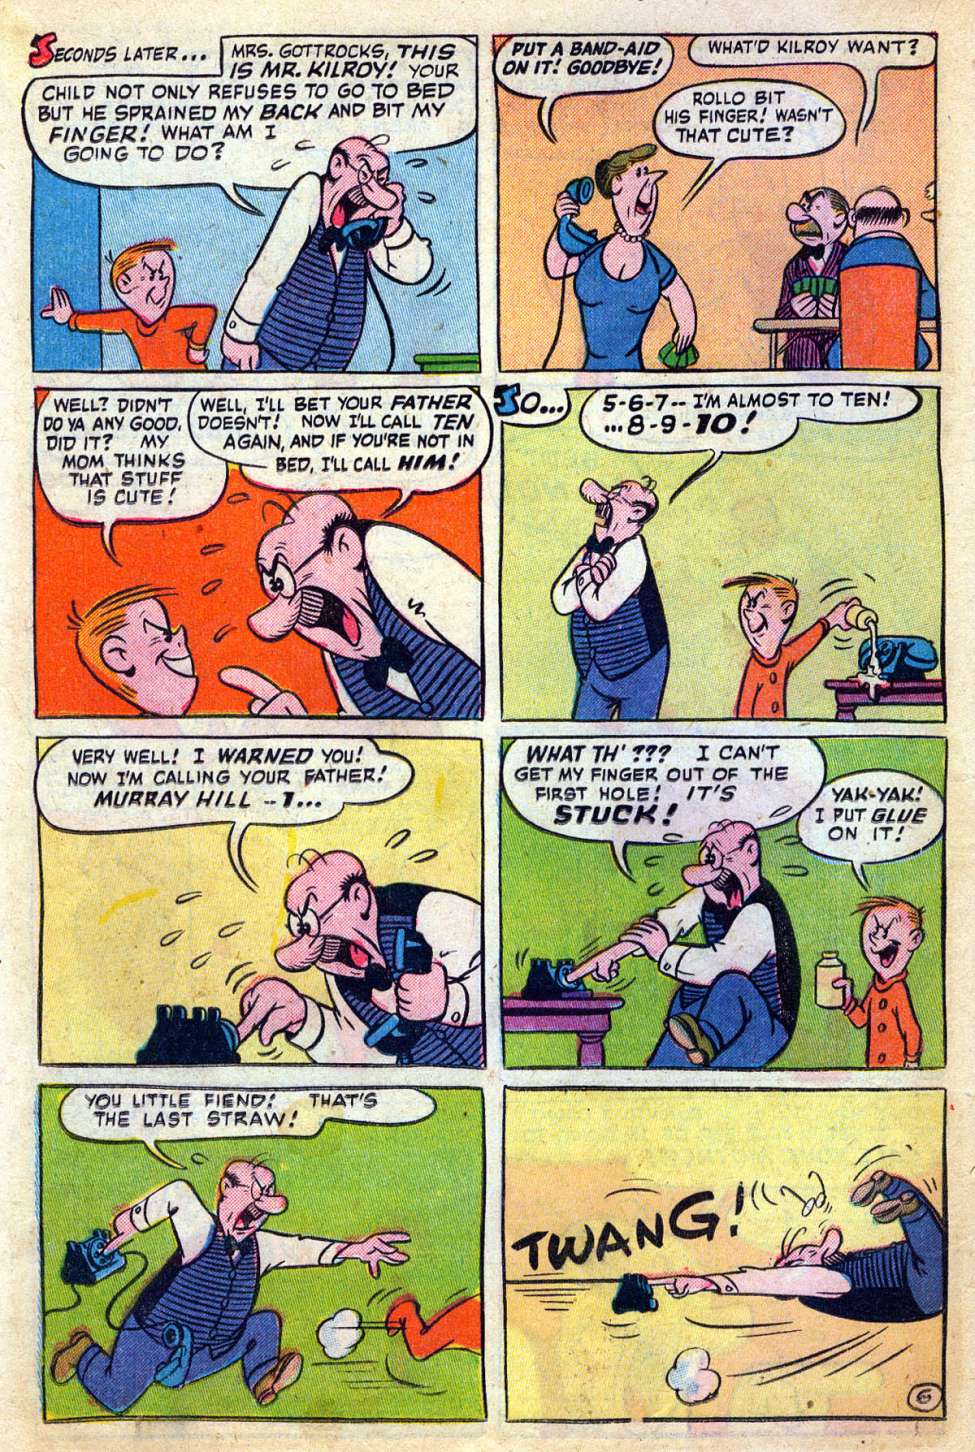 SECONDS LATER...
MRS. GOTTROCKS, THIS
IS MR. KILROY! YOUR
CHILD NOT ONLY REFUSES TO GO TO BED
BUT HE SPRAINED MY BACK AND BIT MY
FINGER! WHAT AM I
GOING TO DO?
PUT A BAND-AID
ON IT! GOODBYE!
WHAT'D KILROY WANT?
ROLLO BIT
HIS FINGER! WASN'T
THAT CUTE?
WELL? DIDN'T
DO YA ANY GOOD,
DID IT? MY
MOM THINKS
THAT STUFF
IS CUTE!
WELL, I'LL BET YOUR FATHER
DOESN'T! NOW I'LL CALL TEN
AGAIN, AND IF YOU'RE NOT IN
BED, I'LL CALL HIM!
SO...
5-6-7-- I'M ALMOST TO TEN!
...8-9-10!
VERY WELL! I WARNED YOU!
NOW I'M CALLING YOUR FATHER!
MURRAY HILL --1...
WHAT TH' ??? I CAN'T
GET MY FINGER OUT OF THE
FIRST HOLE! IT'S
STUCK!
YAK-YAK!
I PUT GLUE
ON IT!
YOU LITTLE FIEND! THAT'S
THE LAST STRAW!
TWANG!
6